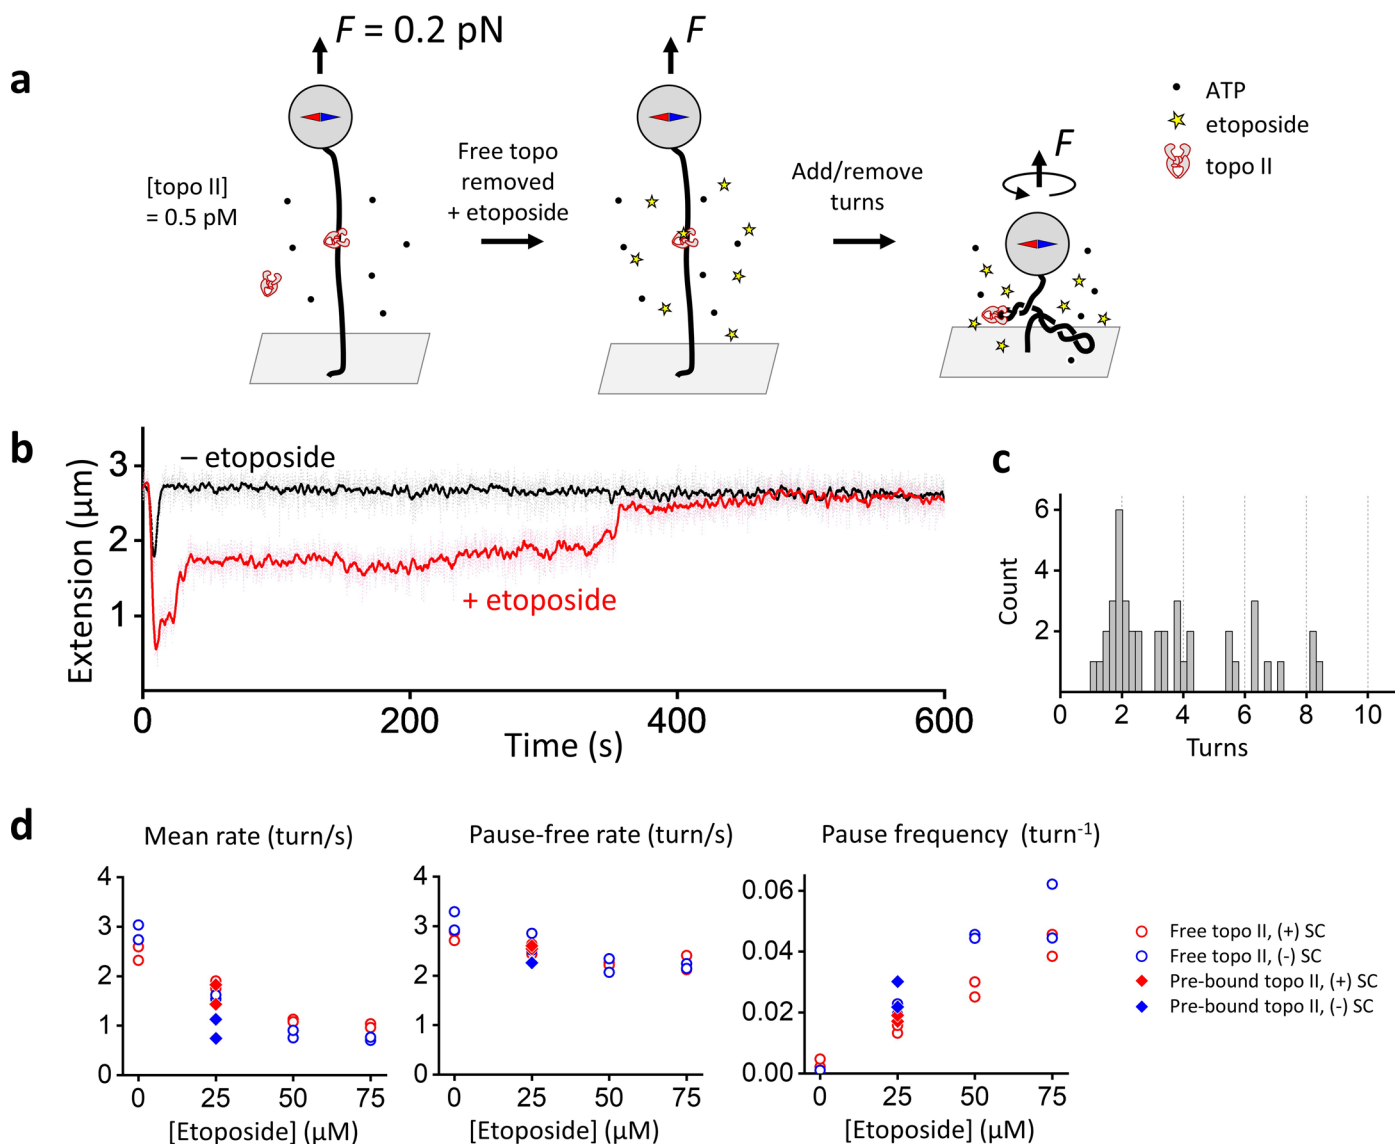 a
F = 0.2 pN
[topo II]
= 0.5 pM
Free topo
removed
+ etoposide
F
Add/remove
turns
F
ATP
etoposide
topo II
b
– etoposide
+ etoposide
Extension (μm)
3
2
1
0
200
400
600
Time (s)
c
Count
6
4
2
0
2
4
6
8
10
Turns
d
Mean rate (turn/s)
4
3
2
1
0
0
25
50
75
[Etoposide] (μM)
Pause-free rate (turn/s)
4
3
2
1
0
0
25
50
75
[Etoposide] (μM)
Pause frequency (turn⁻¹)
0.06
0.04
0.02
0.00
0
25
50
75
[Etoposide] (μM)
Free topo II, (+) SC
Free topo II, (-) SC
Pre-bound topo II, (+) SC
Pre-bound topo II, (-) SC